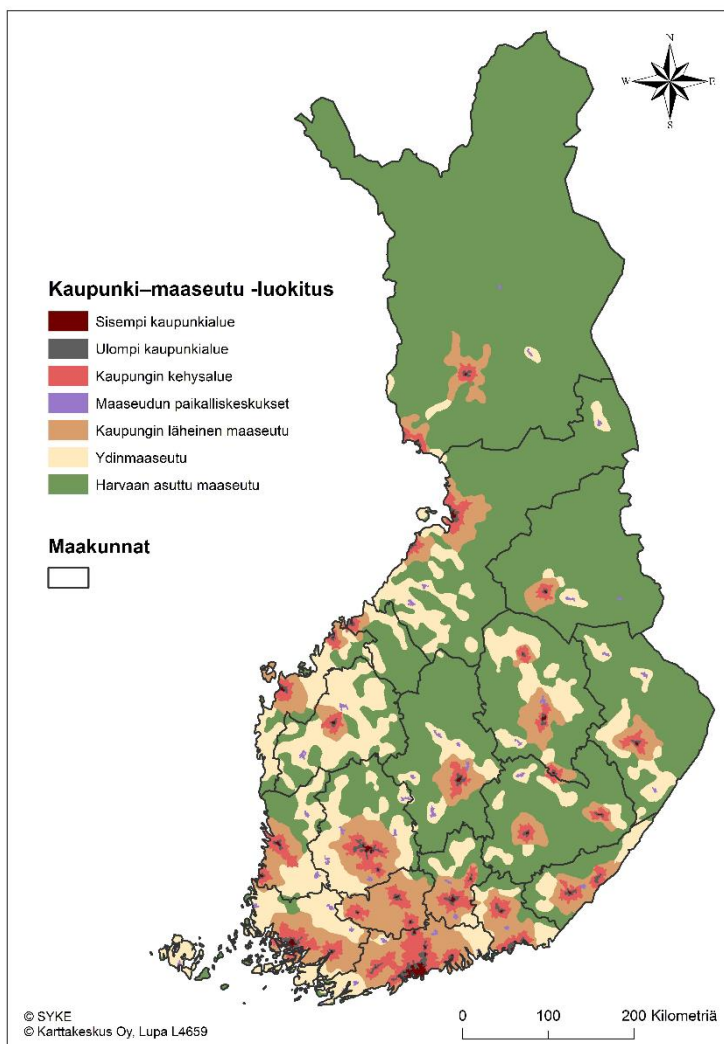 N
W E
S
Kaupunki–maaseutu -luokitus
Sisempi kaupunkialue
Ulompi kaupunkialue
Kaupungin kehysalue
Maaseudun paikalliskeskukset
Kaupungin läheinen maaseutu
Ydinmaaseutu
Harvaan asuttu maaseutu
Maakunnat
© SYKE
© Karttakeskus Oy, Lupa L4659
0 100 200 Kilometriä